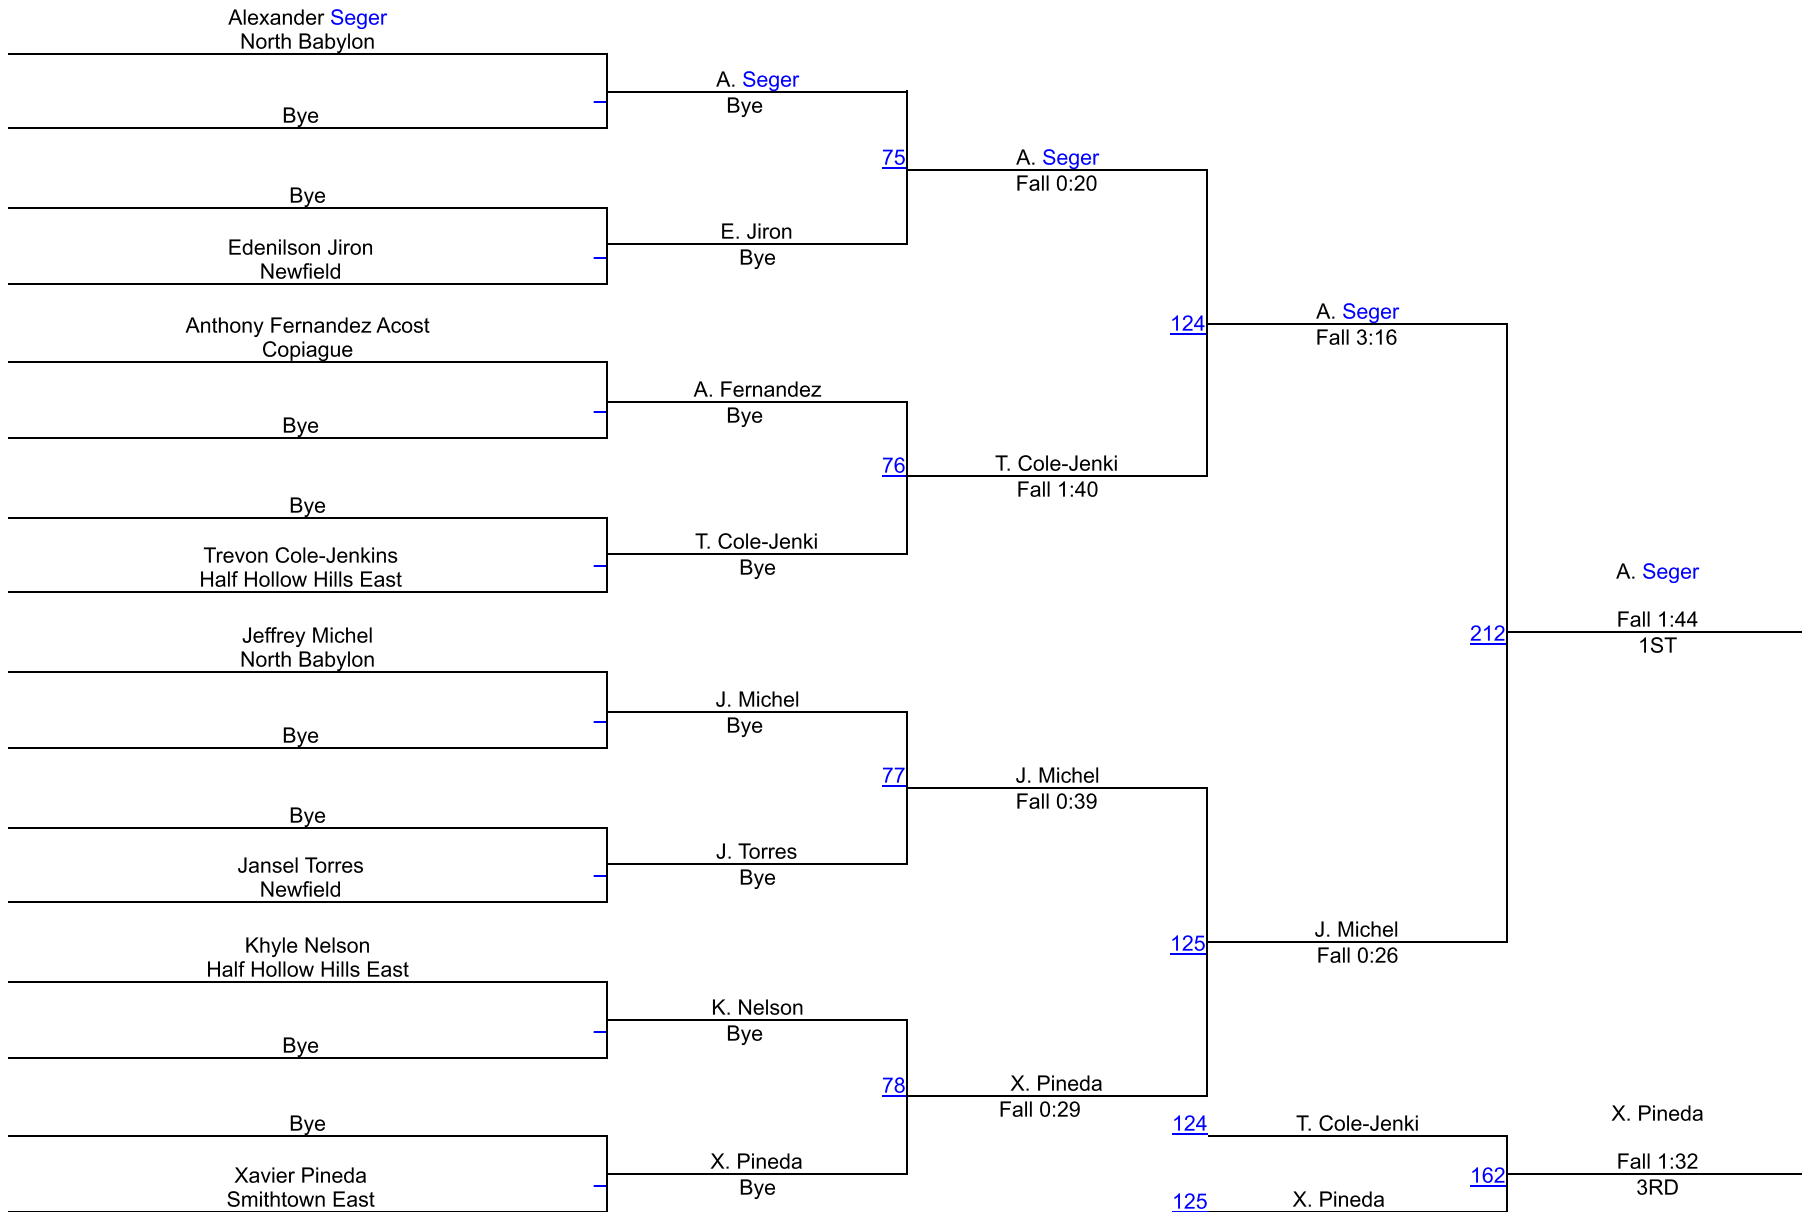 Alexander Seger
North Babylon
Bye
Bye
Edenilson Jiron
Newfield
Anthony Fernandez Acost
Copiague
Bye
Bye
Trevon Cole-Jenkins
Half Hollow Hills East
Jeffrey Michel
North Babylon
Bye
Bye
Jansel Torres
Newfield
Khyle Nelson
Half Hollow Hills East
Bye
Bye
Xavier Pineda
Smithtown East
A. Seger
Bye
75
E. Jiron
Bye
A. Fernandez
Bye
76
T. Cole-Jenki
Bye
J. Michel
Bye
77
J. Torres
Bye
K. Nelson
Bye
78
X. Pineda
Bye
A. Seger
Fall 0:20
124
T. Cole-Jenki
Fall 1:40
J. Michel
Fall 0:39
125
X. Pineda
Fall 0:29
A. Seger
Fall 3:16
212
J. Michel
Fall 0:26
A. Seger
Fall 1:44
1ST
124
T. Cole-Jenki
162
125
X. Pineda
X. Pineda
Fall 1:32
3RD